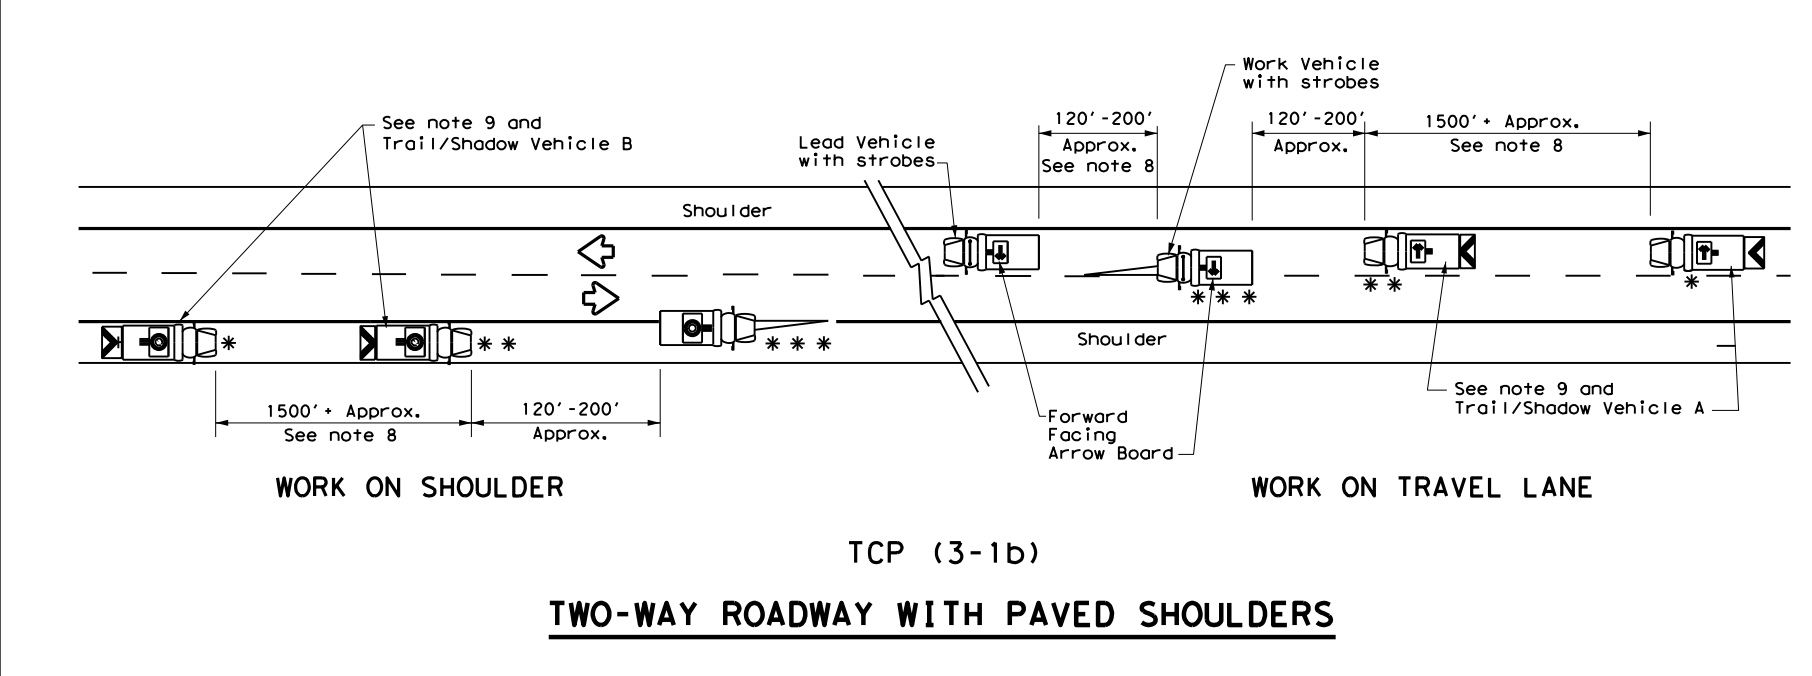 Work Vehicle
with strobes
See note 9 and
Trail/Shadow Vehicle B
Lead Vehicle
with strobes
120'-200'
Approx.
See note 8
120'-200'
Approx.
1500'+ Approx.
See note 8
Shoulder
Shoulder
* ** *** *** ** *
1500'+ Approx.
See note 8
120'-200'
Approx.
See note 9 and
Trail/Shadow Vehicle A
Forward
Facing
Arrow Board
WORK ON SHOULDER
WORK ON TRAVEL LANE
TCP (3-1b)
TWO-WAY ROADWAY WITH PAVED SHOULDERS